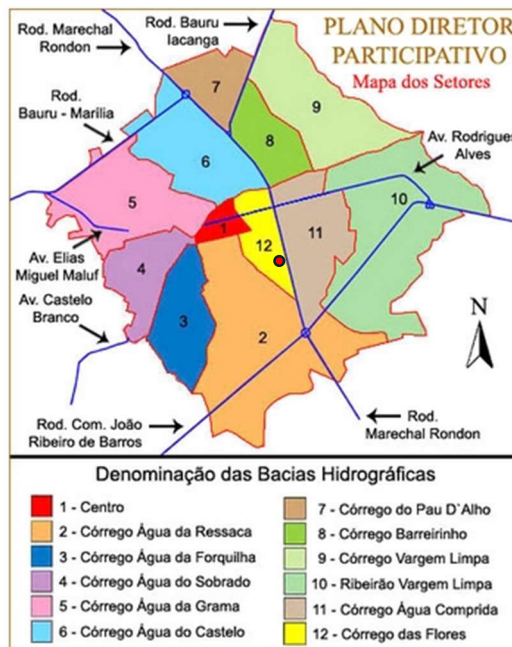 PLANO DIRETOR
PARTICIPATIVO
Mapa dos Setores
Rod. Marechal
Rondon
Rod. Bauru
Iacanga
Rod.
Bauru - Marília
Av. Rodrigues
Alves
7
9
8
6
5
10
1
12
11
4
3
2
Av. Elias
Miguel Maluf
Av. Castelo
Branco
N
Rod. Com. João
Ribeiro de Barros
Rod.
Marechal Rondon
Denominação das Bacias Hidrográficas
1 - Centro
2 - Córrego Água da Ressaca
3 - Córrego Água da Forquilha
4 - Córrego Água do Sobrado
5 - Córrego Água da Grama
6 - Córrego Água do Castelo
7 - Córrego do Pau D`Alho
8 - Córrego Barreirinho
9 - Córrego Vargem Limpa
10 - Ribeirão Vargem Limpa
11 - Córrego Água Comprida
12 - Córrego das Flores